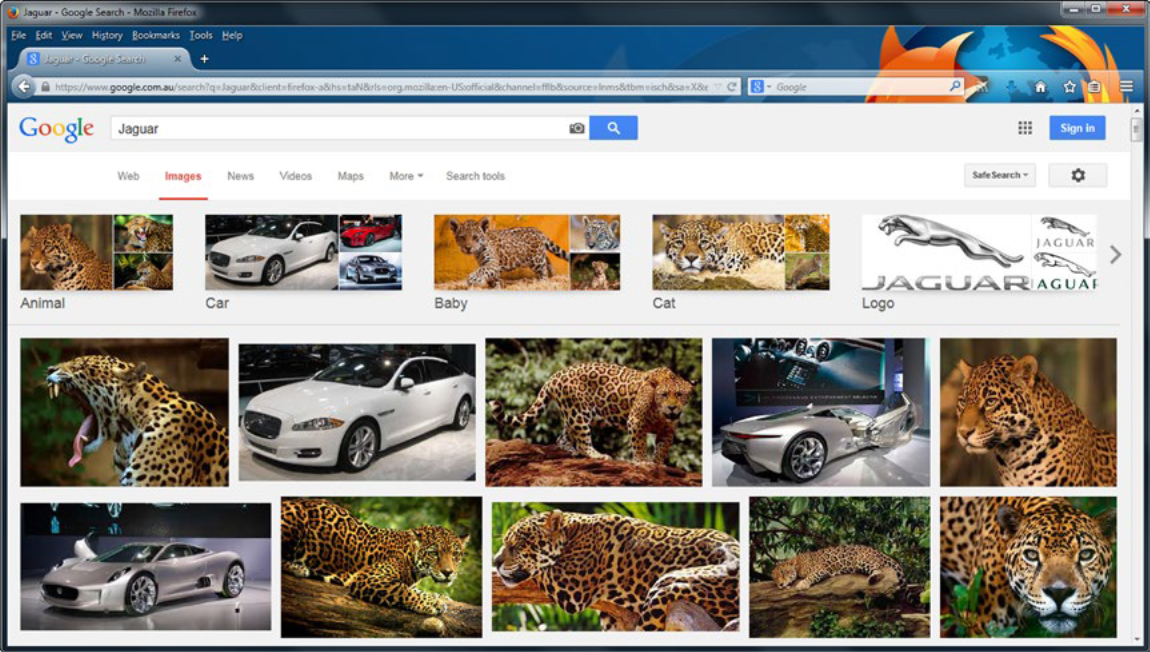 Jaguar - Google Search - Mozilla Firefox
File Edit View History Bookmarks Tools Help
Jaguar - Google Search
https://www.google.com.au/search?q=Jaguar&client=firefox-a&hs=taN&rls=org.mozilla:en-US:official&channel=fflb&source=lnms&tbm=isch&sa=X&e
Google
Google
Jaguar
Sign in
Web Images News Videos Maps More Search tools
SafeSearch
JAGUAR
JAGUAR
JAGUAR
Animal Car Baby Cat Logo